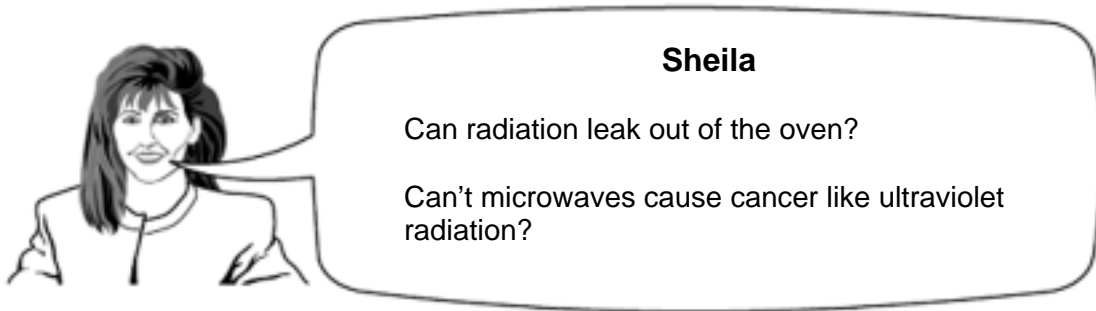 Sheila
Can radiation leak out of the oven?
Can’t microwaves cause cancer like ultraviolet
radiation?